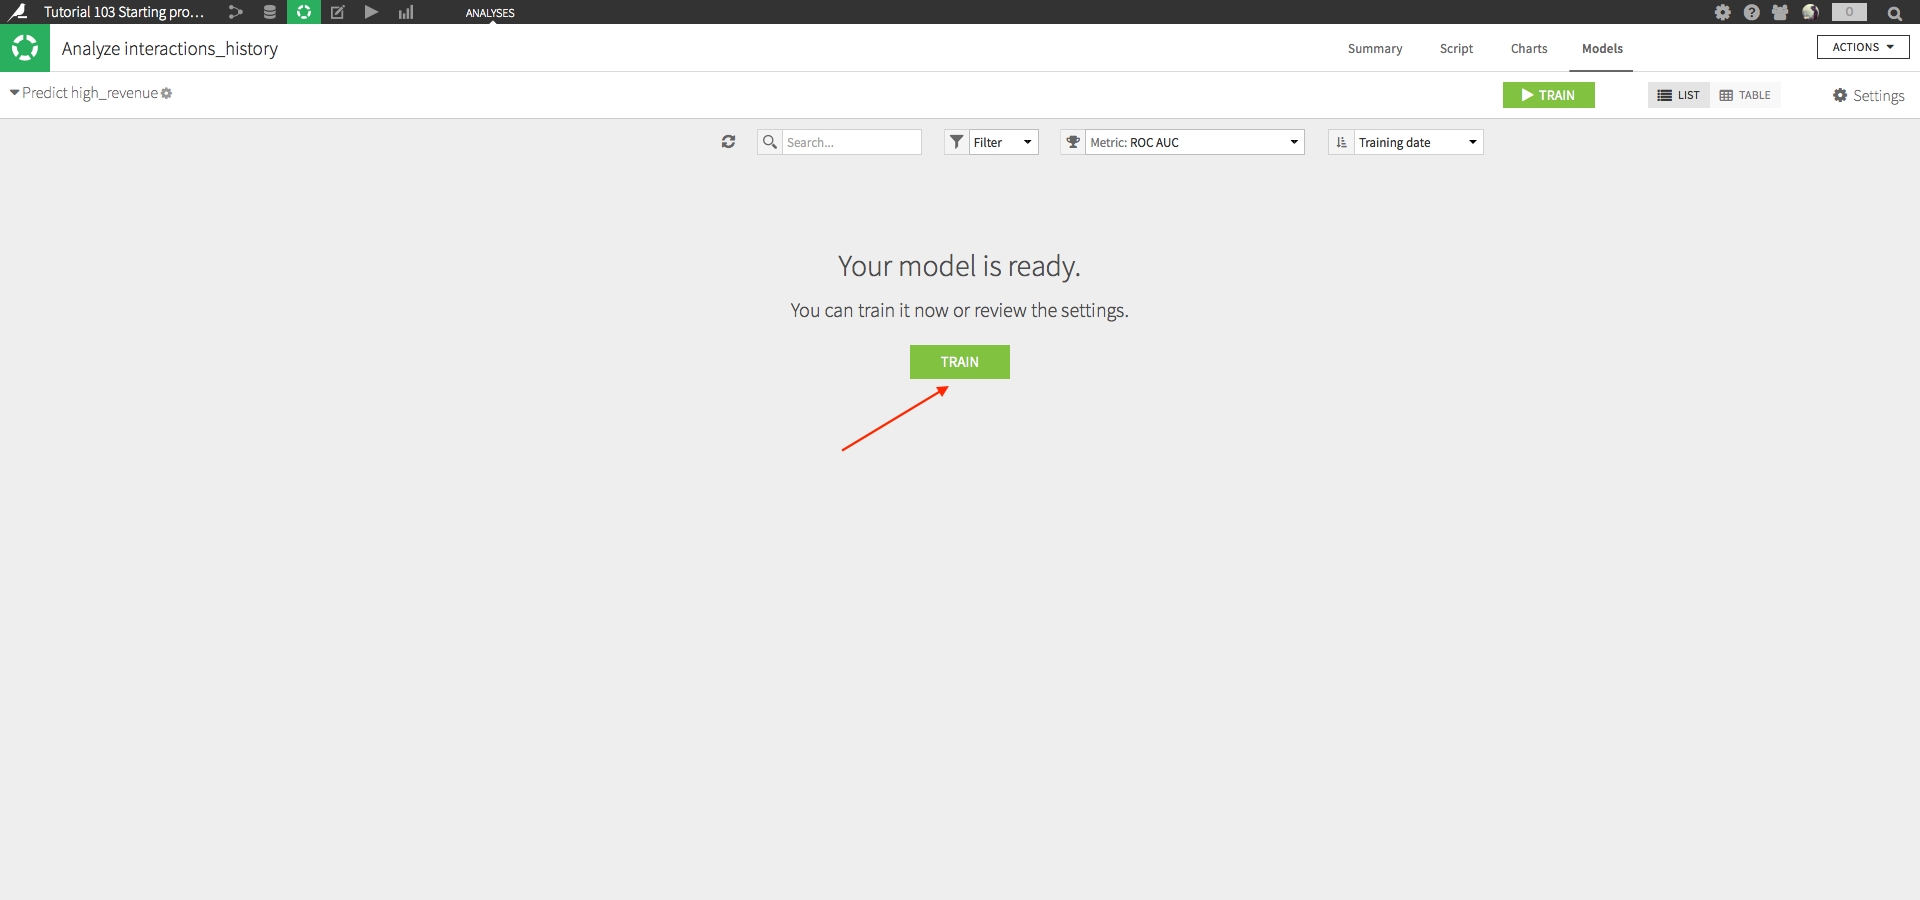 Tutorial 103 Starting pro...
ANALYSES
0
Analyze interactions_history
Summary
Script
Charts
Models
ACTIONS
Predict high_revenue
TRAIN
LIST
TABLE
Settings
Search...
Filter
Metric: ROC AUC
Training date
Your model is ready.
You can train it now or review the settings.
TRAIN